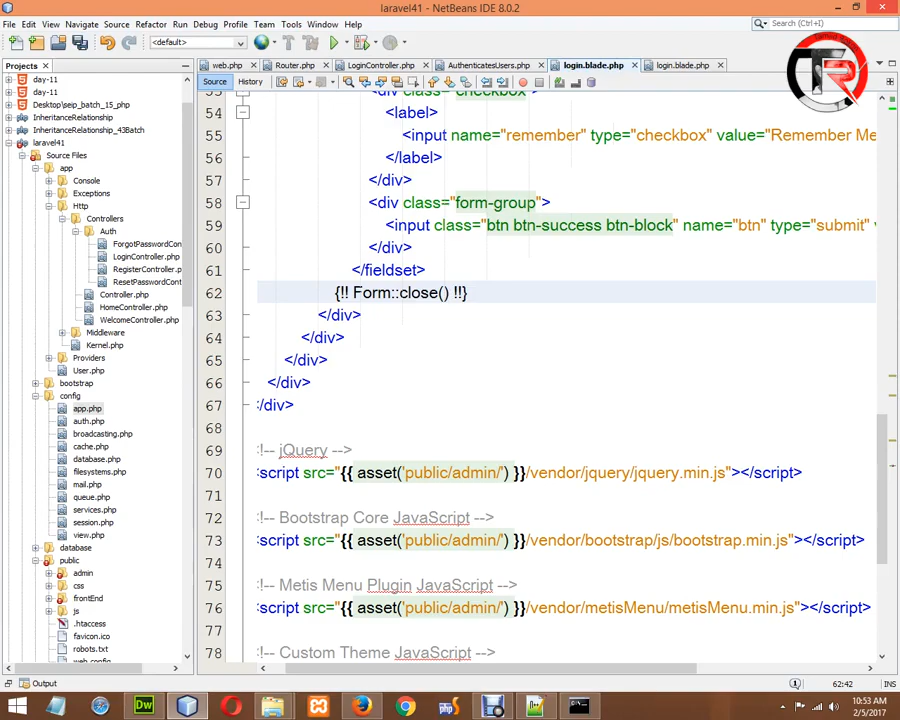 laravel41 - NetBeans IDE 8.0.2
File Edit View Navigate Source Refactor Run Debug Profile Team Tools Window Help
Search (Ctrl+I)
<default>
Projects
web.php
Router.php
LoginController.php
AuthenticatesUsers.php
login.blade.php
login.blade.php
Source History
day-11
day-11
Desktop\seip_batch_15_php
InheritanceRelationship
InheritanceRelationship_43Batch
laravel41
Source Files
app
Console
Exceptions
Http
Controllers
Auth
ForgotPasswordCon
LoginController.php
RegisterController.p
ResetPasswordCont
Controller.php
HomeController.php
WelcomeController.php
Middleware
Kernel.php
Providers
User.php
bootstrap
config
app.php
auth.php
broadcasting.php
cache.php
database.php
filesystems.php
mail.php
queue.php
services.php
session.php
view.php
database
public
admin
css
frontEnd
js
.htaccess
favicon.ico
robots.txt
web.config
53 <div class="checkbox">
54 <label>
55 <input name="remember" type="checkbox" value="Remember Me
56 </label>
57 </div>
58 <div class="form-group">
59 <input class="btn btn-success btn-block" name="btn" type="submit" v
60 </div>
61 </fieldset>
62 {!! Form::close() !!}
63 </div>
64 </div>
65 </div>
66 </div>
67 </div>
68
69 !-- jQuery -->
70 script src="{{ asset('public/admin/') }}/vendor/jquery/jquery.min.js"></script>
71
72 !-- Bootstrap Core JavaScript -->
73 script src="{{ asset('public/admin/') }}/vendor/bootstrap/js/bootstrap.min.js"></script>
74
75 !-- Metis Menu Plugin JavaScript -->
76 script src="{{ asset('public/admin/') }}/vendor/metisMenu/metisMenu.min.js"></script>
77
78 !-- Custom Theme JavaScript -->
Output
62:42 INS
Dw
10:53 AM
2/5/2017